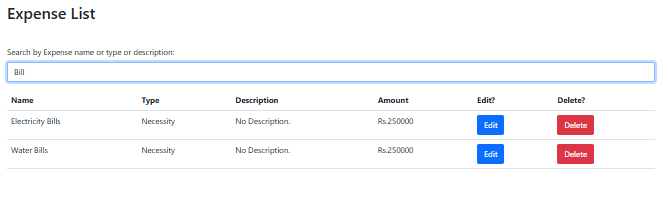 Expense List
Search by Expense name or type or description:
Bill
Name Type Description Amount Edit? Delete?
Electricity Bills Necessity No Description. Rs.250000 Edit Delete
Water Bills Necessity No Description. Rs.250000 Edit Delete